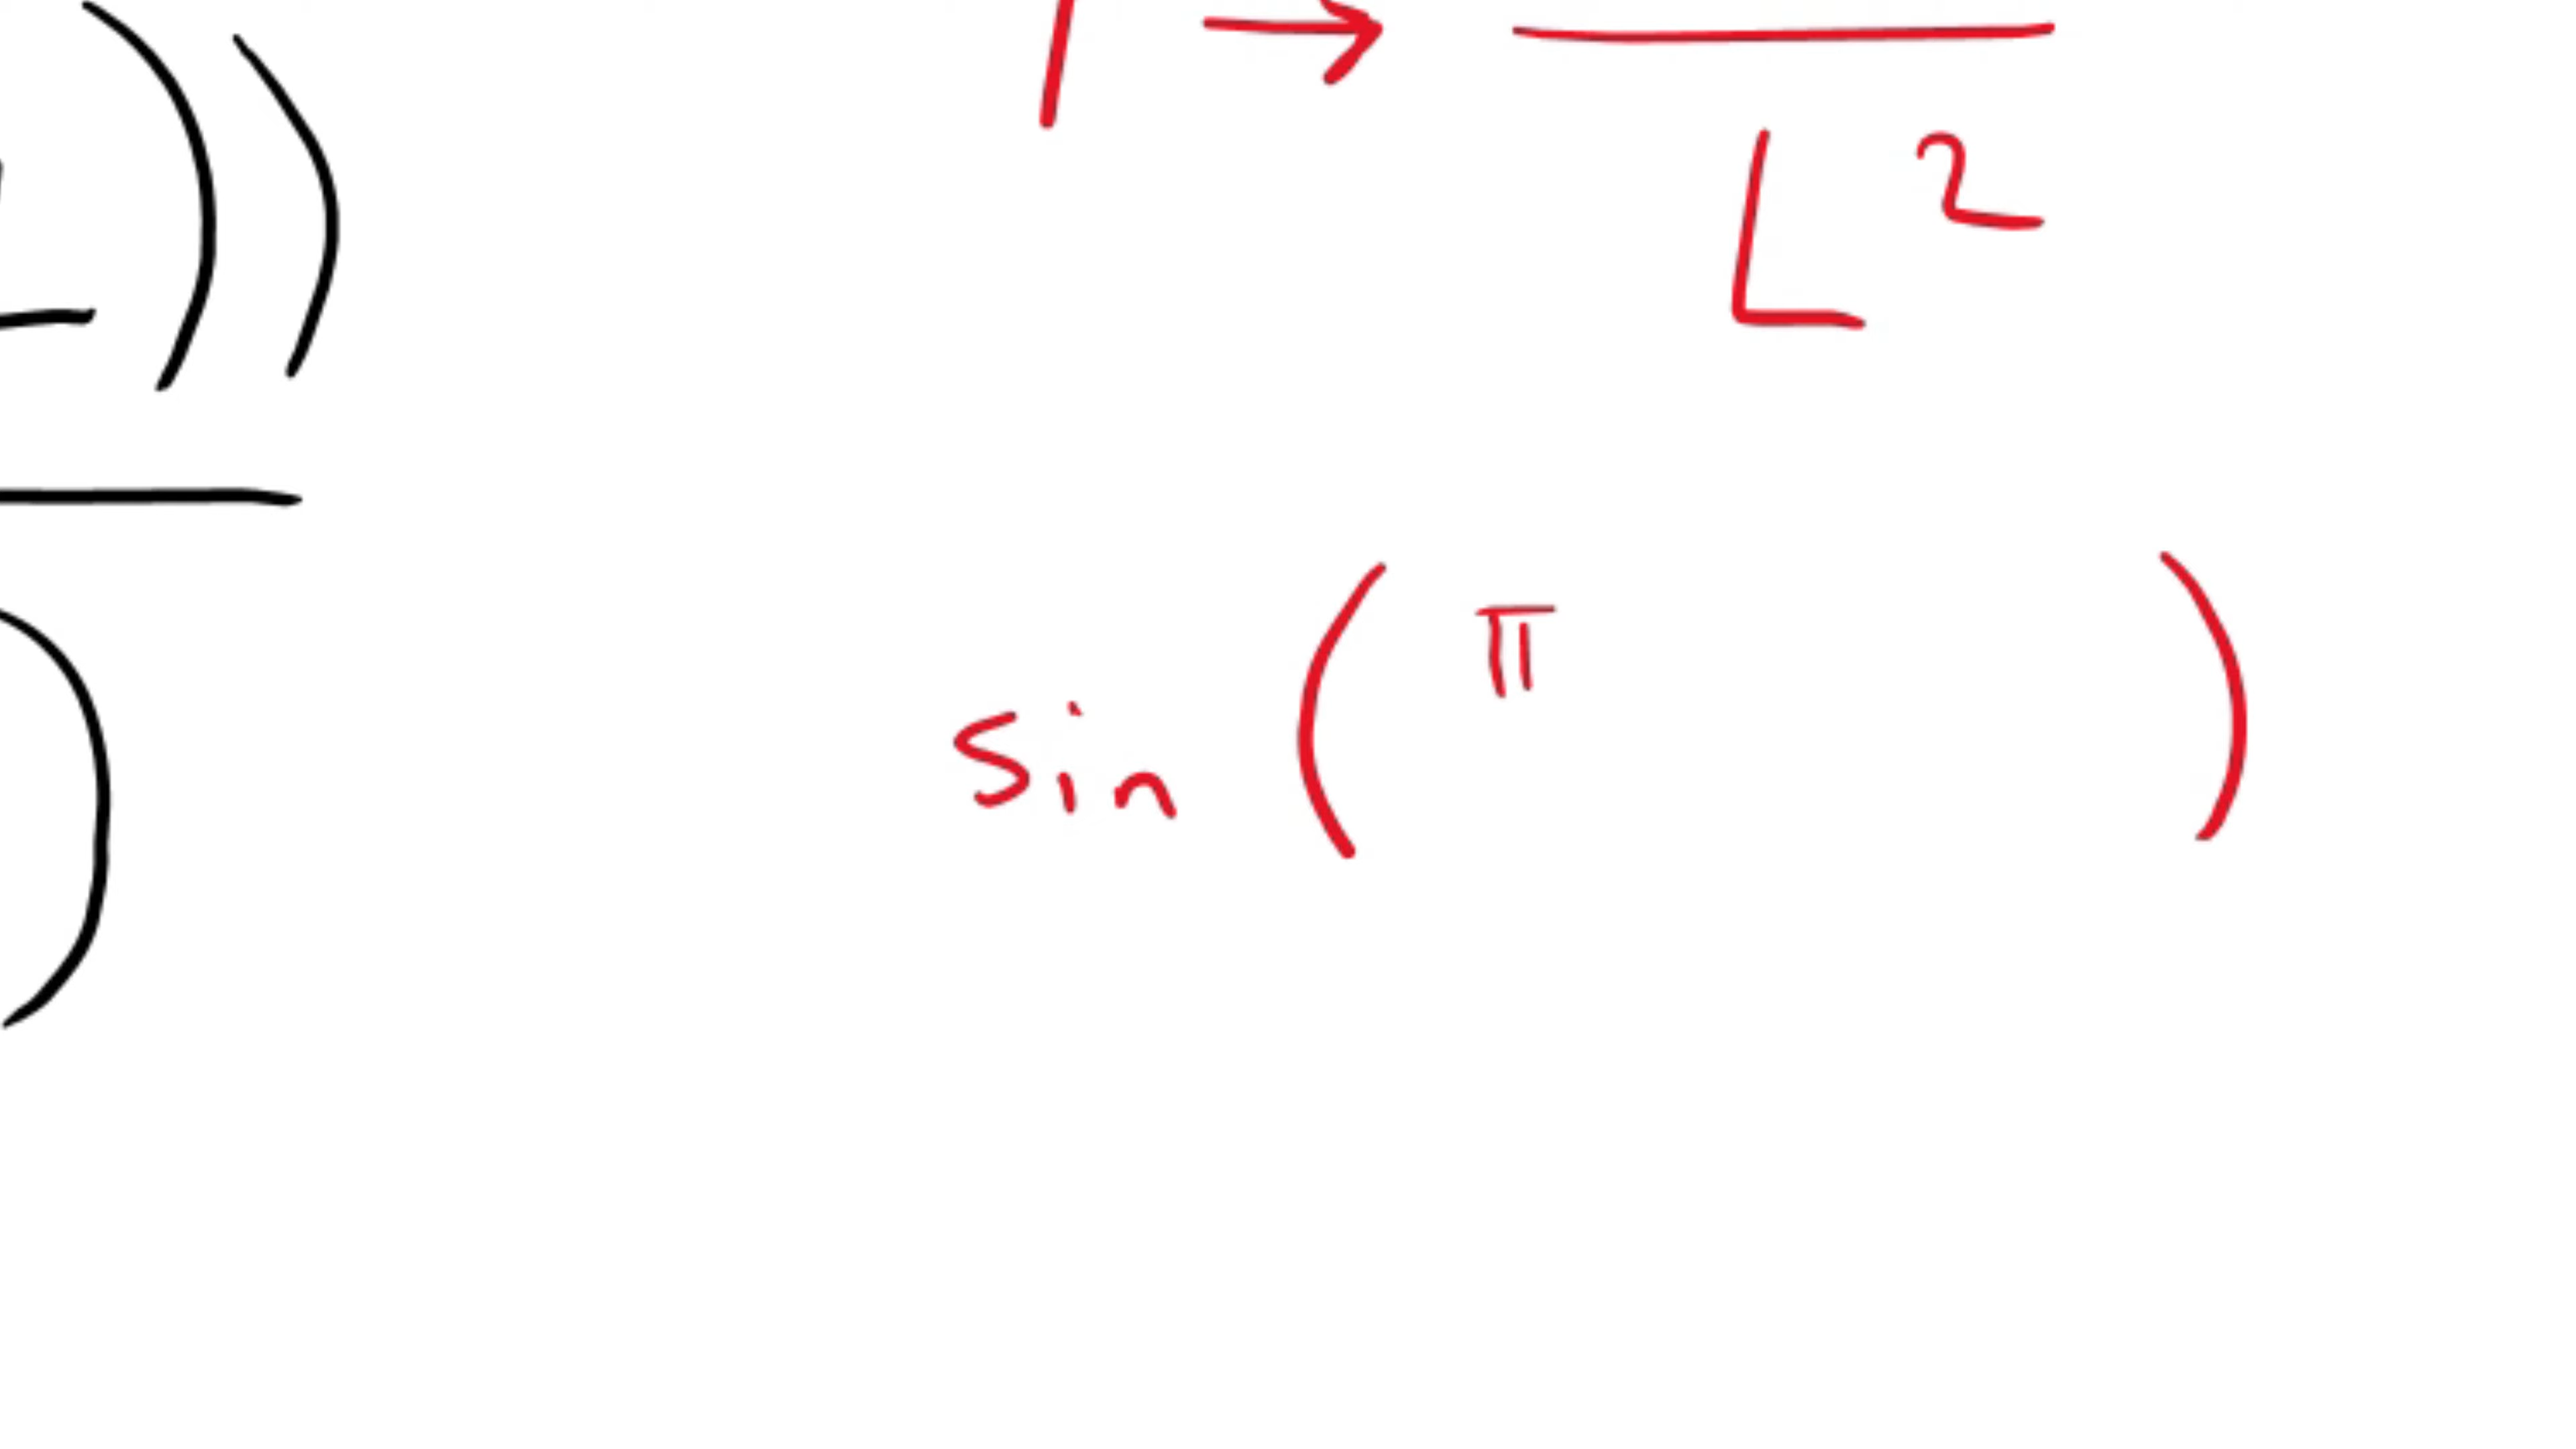 ) )
→ —
L²
sin ( π )
)